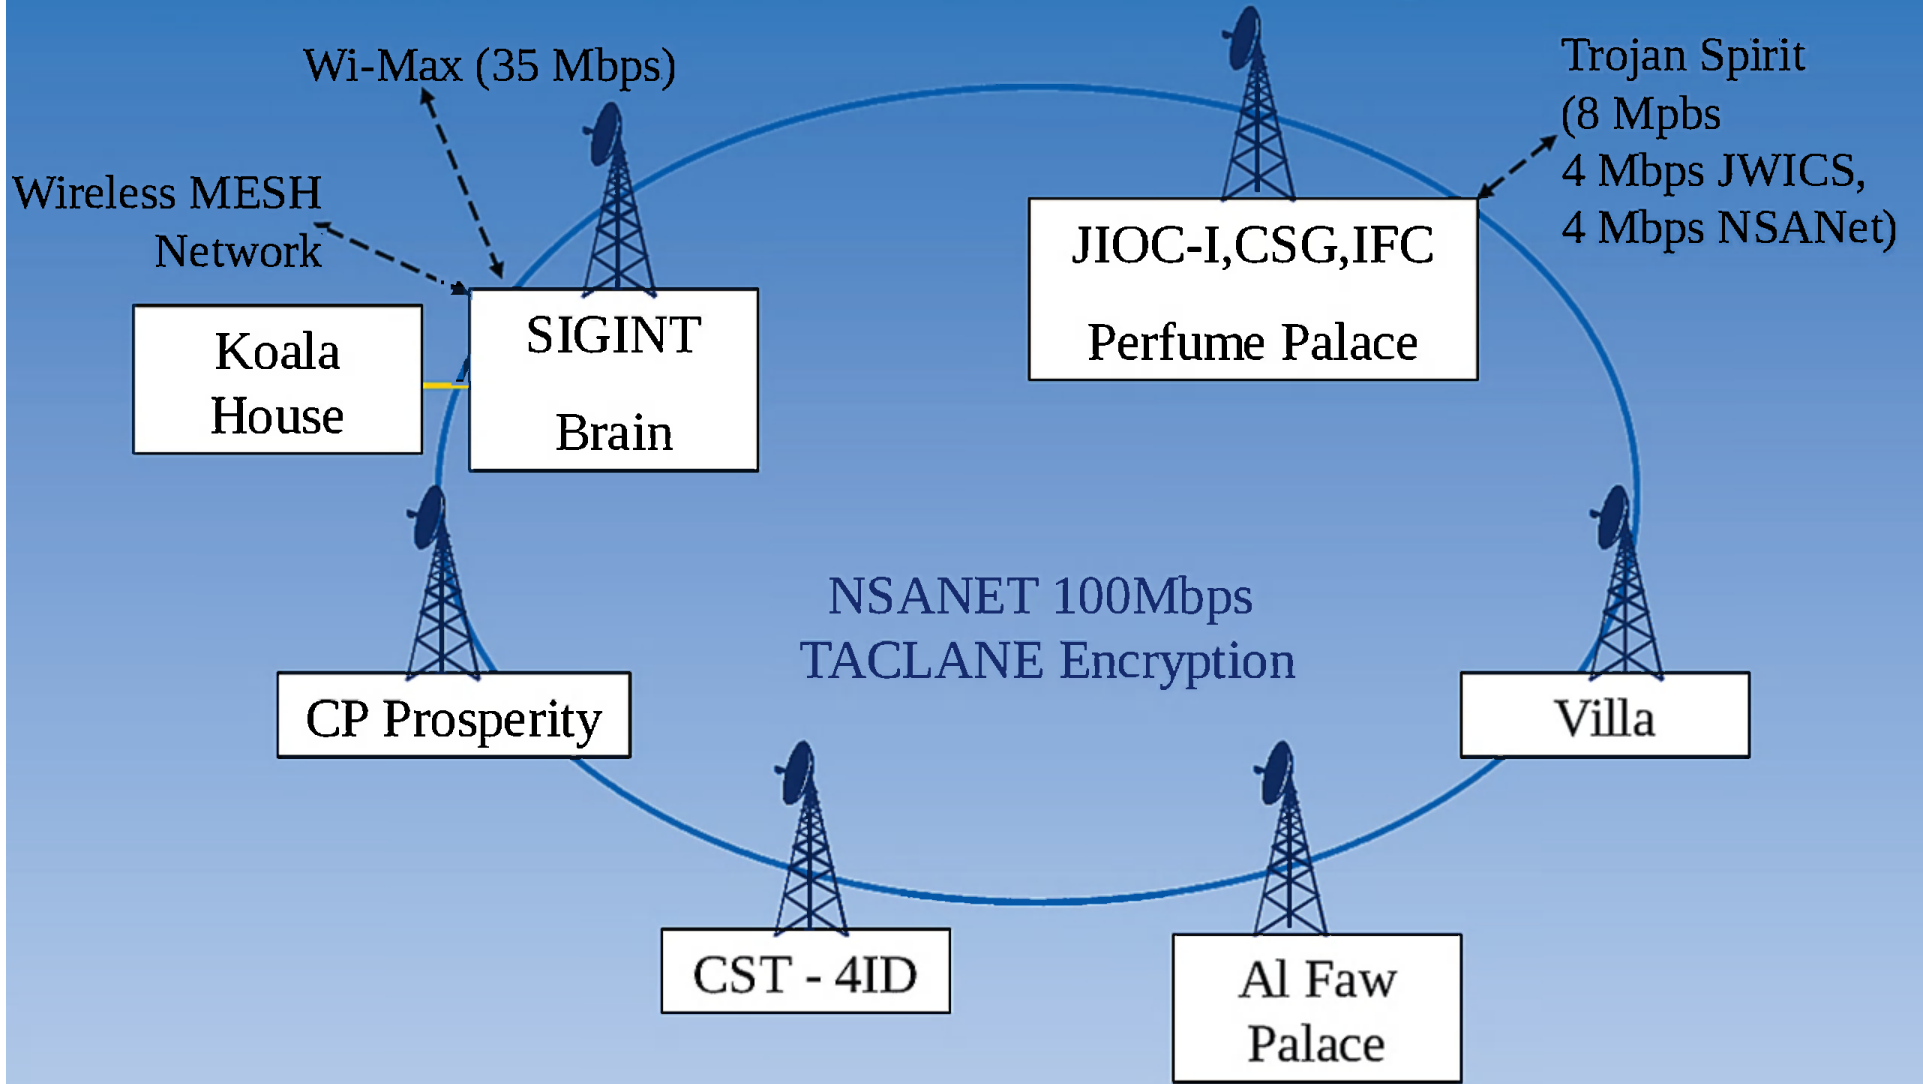 Wi-Max (35 Mbps)
Wireless MESH
Network
Koala
House
SIGINT
Brain
JIOC-I,CSG,IFC
Perfume Palace
Trojan Spirit
(8 Mpbs
4 Mbps JWICS,
4 Mbps NSANet)
NSANET 100Mbps
TACLANE Encryption
CP Prosperity
Villa
CST - 4ID
Al Faw
Palace